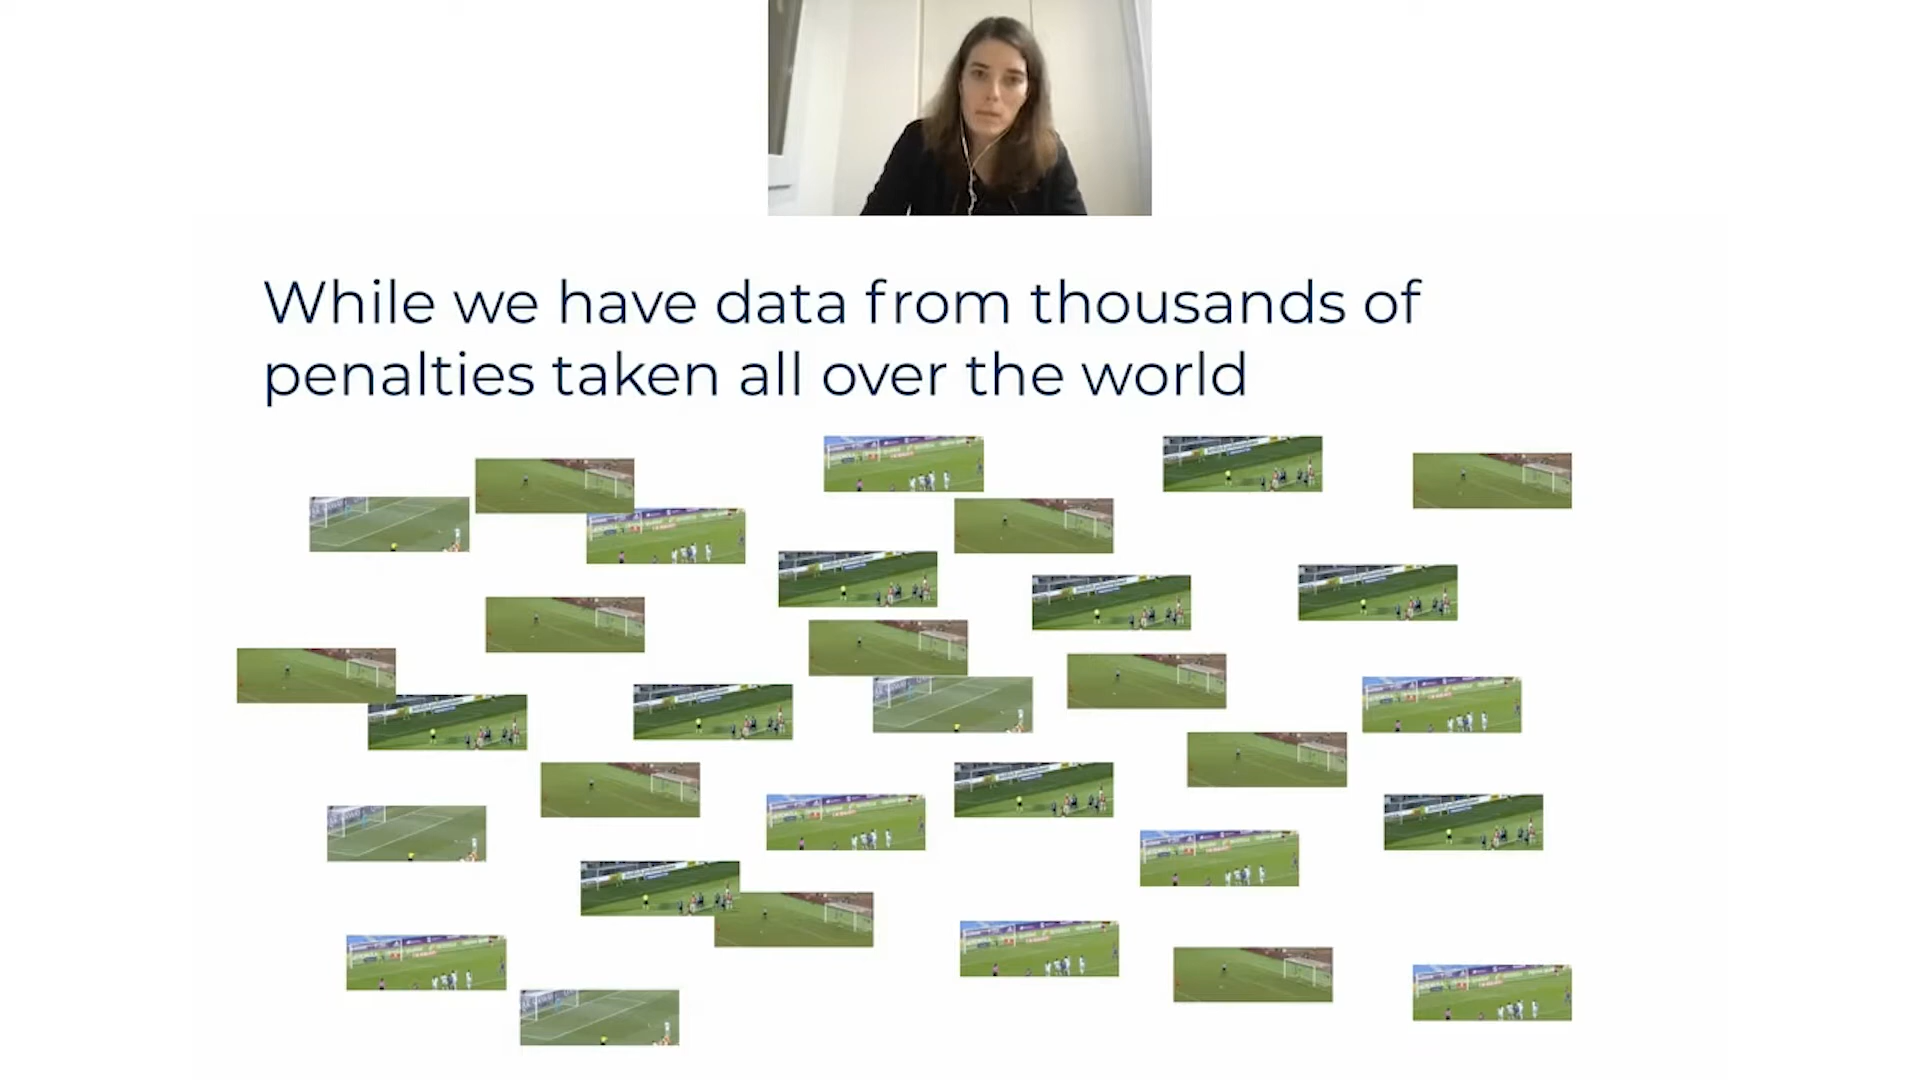 While we have data from thousands of
penalties taken all over the world